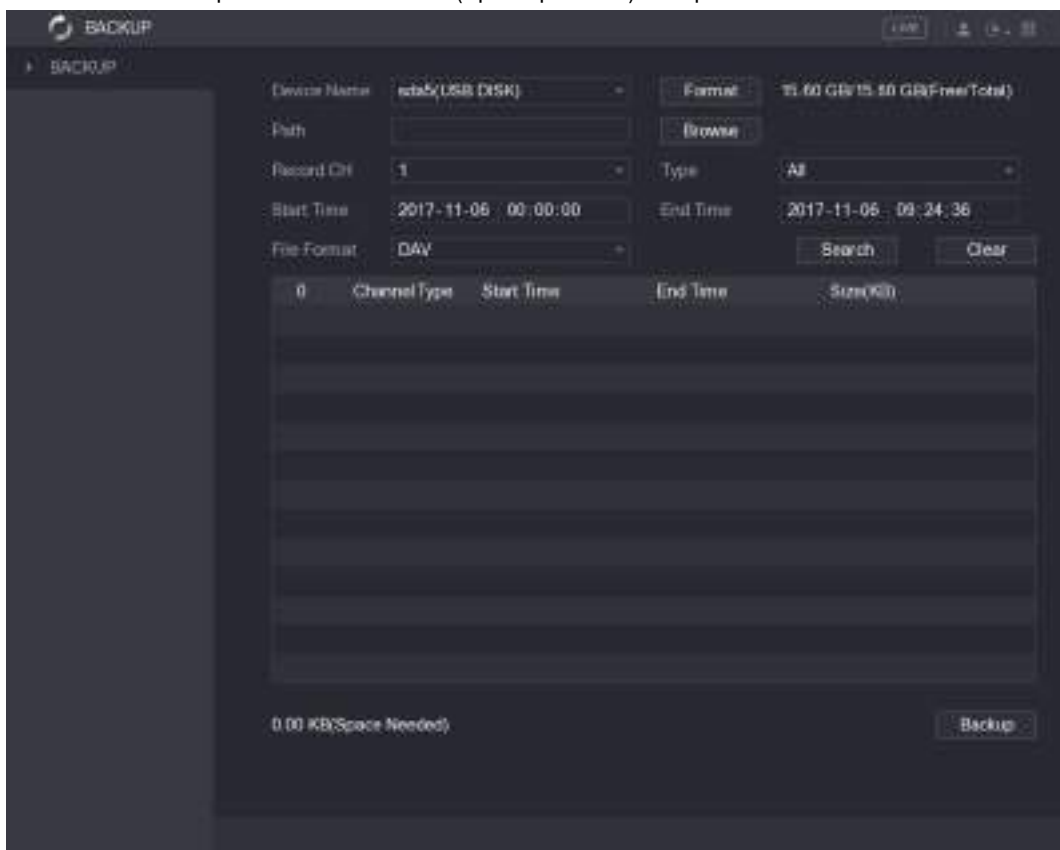 BACKUP
LIVE
BACKUP
Device Name sda5(USB DISK) Format 15.60 GB/15.60 GB(Free/Total)
Path Browse
Record CH 1 Type All
Start Time 2017-11-06 00:00:00 End Time 2017-11-06 09:24:36
File Format DAV Search Clear
0 Channel Type Start Time End Time Size(KB)
0.00 KB(Space Needed) Backup